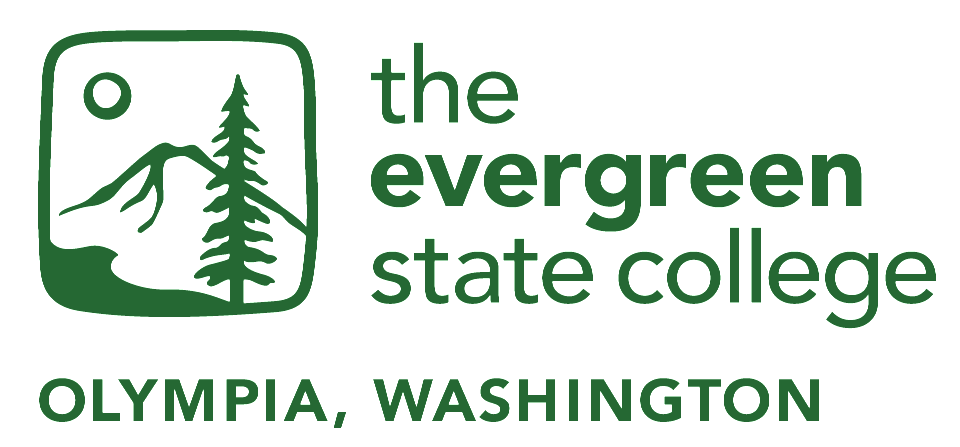 the
evergreen
state college
OLYMPIA, WASHINGTON